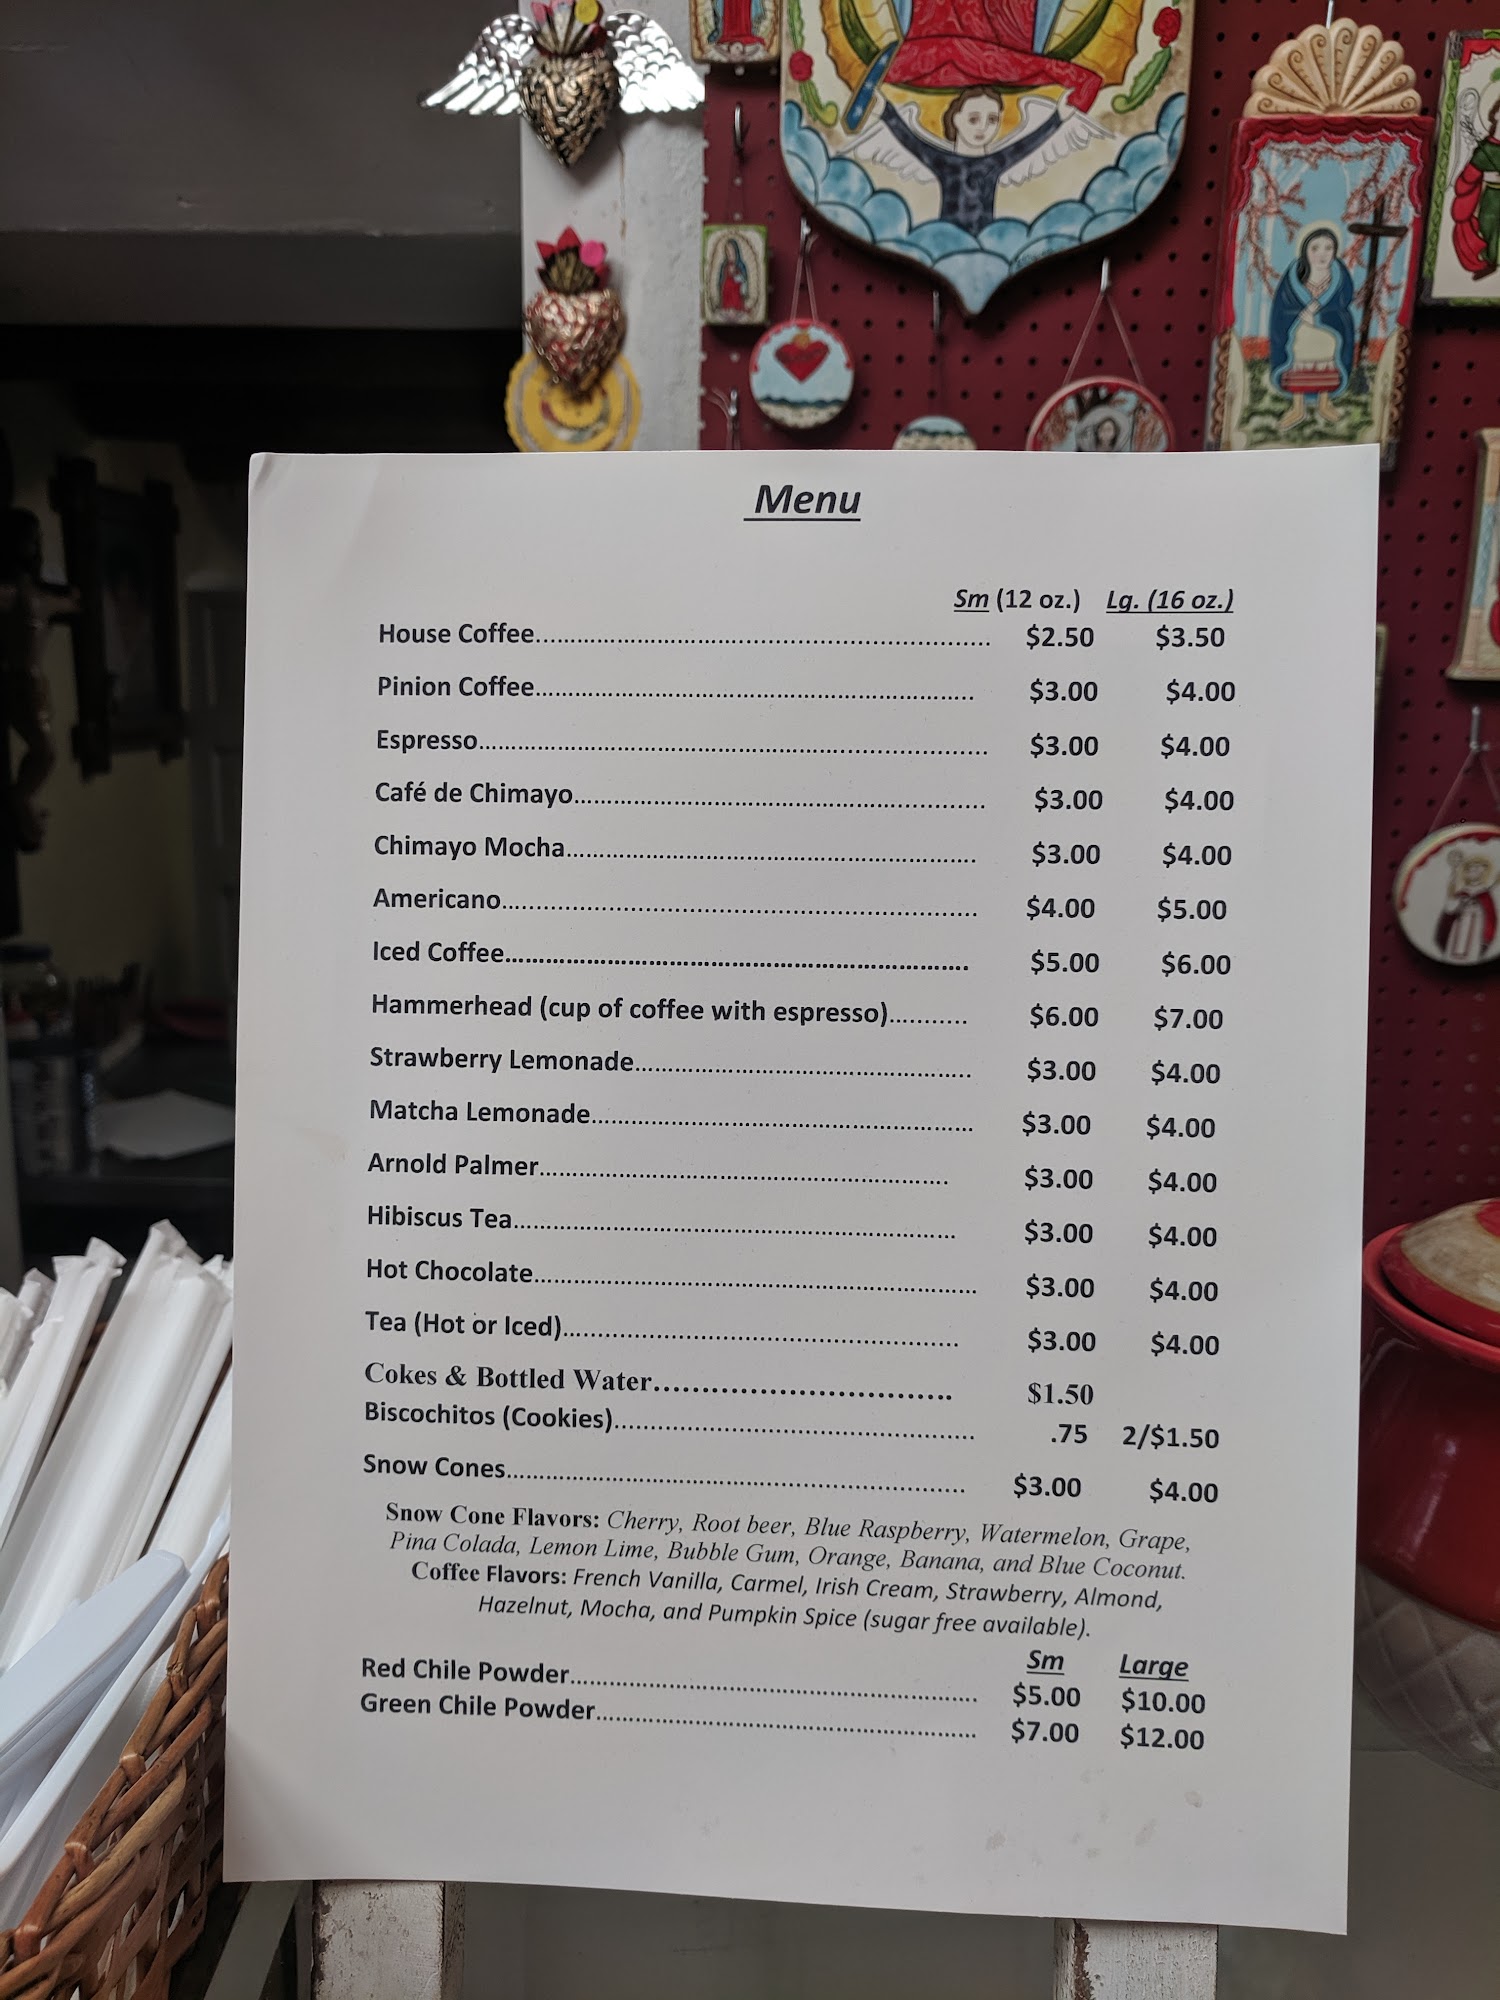 Menu
Sm (12 oz.) Lg. (16 oz.)
House Coffee............ $2.50 $3.50
Pinion Coffee............ $3.00 $4.00
Espresso............ $3.00 $4.00
Café de Chimayo............ $3.00 $4.00
Chimayo Mocha............ $3.00 $4.00
Americano............ $4.00 $5.00
Iced Coffee............ $5.00 $6.00
Hammerhead (cup of coffee with espresso)........... $6.00 $7.00
Strawberry Lemonade............ $3.00 $4.00
Matcha Lemonade............ $3.00 $4.00
Arnold Palmer............ $3.00 $4.00
Hibiscus Tea............ $3.00 $4.00
Hot Chocolate............ $3.00 $4.00
Tea (Hot or Iced)............ $3.00 $4.00
Cokes & Bottled Water............ $1.50
Biscochitos (Cookies)............ .75 2/$1.50
Snow Cones............ $3.00 $4.00
Snow Cone Flavors: Cherry, Root beer, Blue Raspberry, Watermelon, Grape,
Pina Colada, Lemon Lime, Bubble Gum, Orange, Banana, and Blue Coconut.
Coffee Flavors: French Vanilla, Carmel, Irish Cream, Strawberry, Almond,
Hazelnut, Mocha, and Pumpkin Spice (sugar free available).
Sm Large
Red Chile Powder............ $5.00 $10.00
Green Chile Powder............ $7.00 $12.00